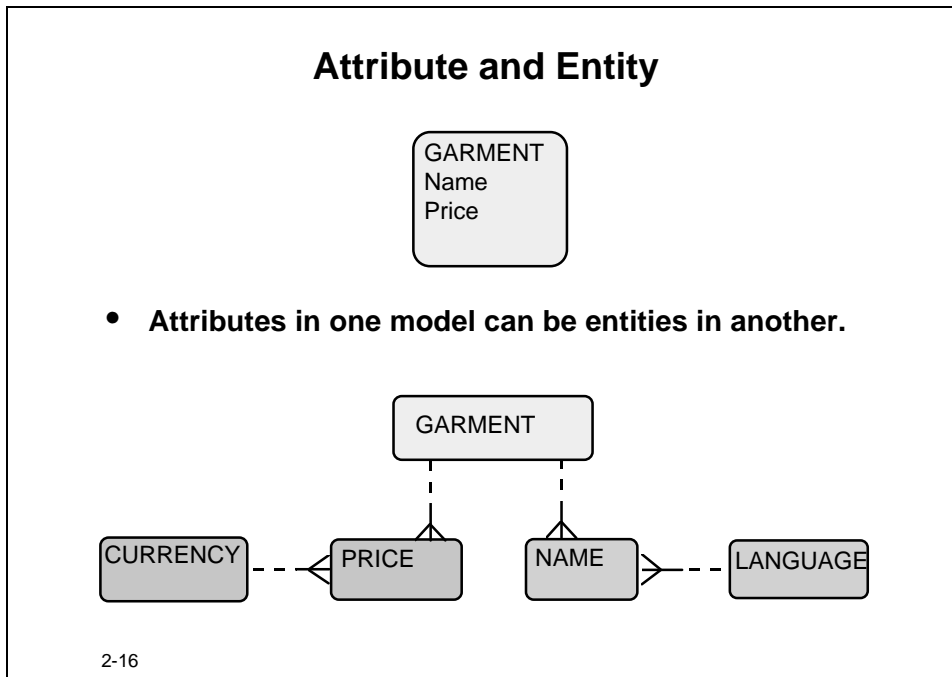 Attribute and Entity
GARMENT
Name
Price
• Attributes in one model can be entities in another.
GARMENT
CURRENCY
PRICE
NAME
LANGUAGE
2-16